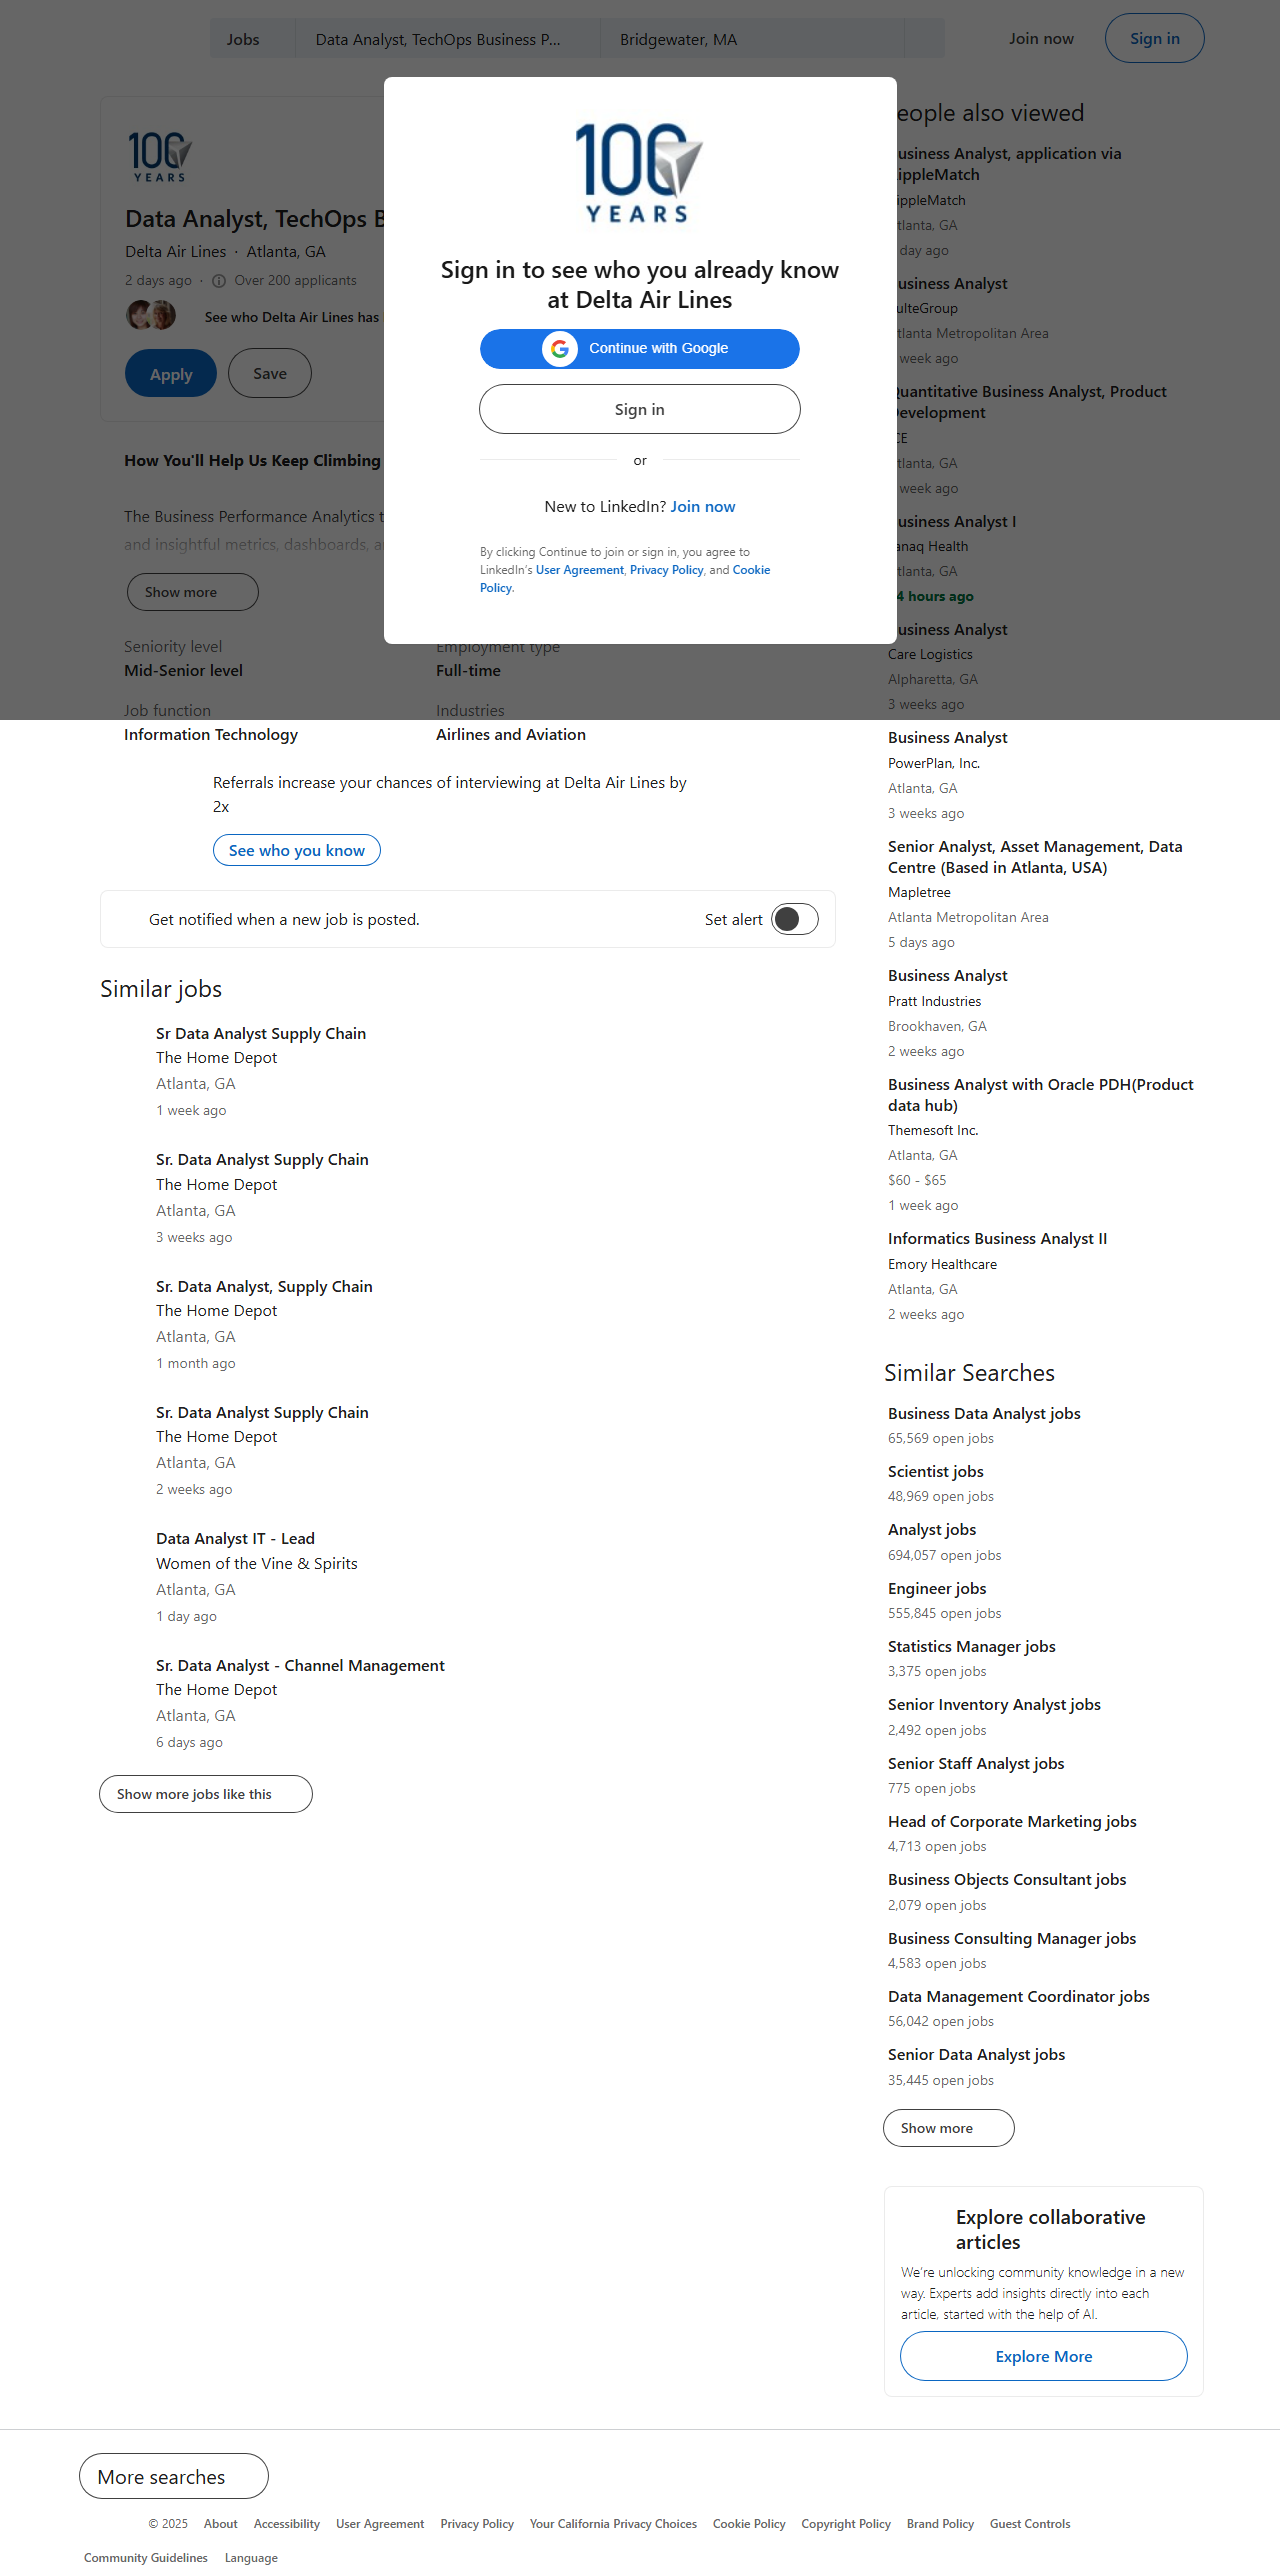 Jobs
Data Analyst, TechOps Business P...
Bridgewater, MA
Join now
Sign in
100
YEARS
Data Analyst, TechOps B
Delta Air Lines · Atlanta, GA
2 days ago · Over 200 applicants
See who Delta Air Lines has
Apply
Save
How You'll Help Us Keep Climbing
The Business Performance Analytics t
and insightful metrics, dashboards, a
Show more
Seniority level
Mid-Senior level
Employment type
Full-time
Job function
Information Technology
Industries
Airlines and Aviation
100
YEARS
Sign in to see who you already know
at Delta Air Lines
Continue with Google
Sign in
or
New to LinkedIn? Join now
By clicking Continue to join or sign in, you agree to
LinkedIn's User Agreement, Privacy Policy, and Cookie
Policy.
Referrals increase your chances of interviewing at Delta Air Lines by
2x
See who you know
Get notified when a new job is posted.
Set alert
Similar jobs
Sr Data Analyst Supply Chain
The Home Depot
Atlanta, GA
1 week ago
Sr. Data Analyst Supply Chain
The Home Depot
Atlanta, GA
3 weeks ago
Sr. Data Analyst, Supply Chain
The Home Depot
Atlanta, GA
1 month ago
Sr. Data Analyst Supply Chain
The Home Depot
Atlanta, GA
2 weeks ago
Data Analyst IT - Lead
Women of the Vine & Spirits
Atlanta, GA
1 day ago
Sr. Data Analyst - Channel Management
The Home Depot
Atlanta, GA
6 days ago
Show more jobs like this
eople also viewed
usiness Analyst, application via
ippleMatch
ippleMatch
tlanta, GA
day ago
usiness Analyst
ulteGroup
tlanta Metropolitan Area
week ago
Quantitative Business Analyst, Product
evelopment
CE
tlanta, GA
week ago
usiness Analyst I
anaq Health
tlanta, GA
4 hours ago
usiness Analyst
Care Logistics
Alpharetta, GA
3 weeks ago
Business Analyst
PowerPlan, Inc.
Atlanta, GA
3 weeks ago
Senior Analyst, Asset Management, Data
Centre (Based in Atlanta, USA)
Mapletree
Atlanta Metropolitan Area
5 days ago
Business Analyst
Pratt Industries
Brookhaven, GA
2 weeks ago
Business Analyst with Oracle PDH(Product
data hub)
Themesoft Inc.
Atlanta, GA
$60 - $65
1 week ago
Informatics Business Analyst II
Emory Healthcare
Atlanta, GA
2 weeks ago
Similar Searches
Business Data Analyst jobs
65,569 open jobs
Scientist jobs
48,969 open jobs
Analyst jobs
694,057 open jobs
Engineer jobs
555,845 open jobs
Statistics Manager jobs
3,375 open jobs
Senior Inventory Analyst jobs
2,492 open jobs
Senior Staff Analyst jobs
775 open jobs
Head of Corporate Marketing jobs
4,713 open jobs
Business Objects Consultant jobs
2,079 open jobs
Business Consulting Manager jobs
4,583 open jobs
Data Management Coordinator jobs
56,042 open jobs
Senior Data Analyst jobs
35,445 open jobs
Show more
Explore collaborative
articles
We're unlocking community knowledge in a new
way. Experts add insights directly into each
article, started with the help of AI.
Explore More
More searches
© 2025 About Accessibility User Agreement Privacy Policy Your California Privacy Choices Cookie Policy Copyright Policy Brand Policy Guest Controls
Community Guidelines Language